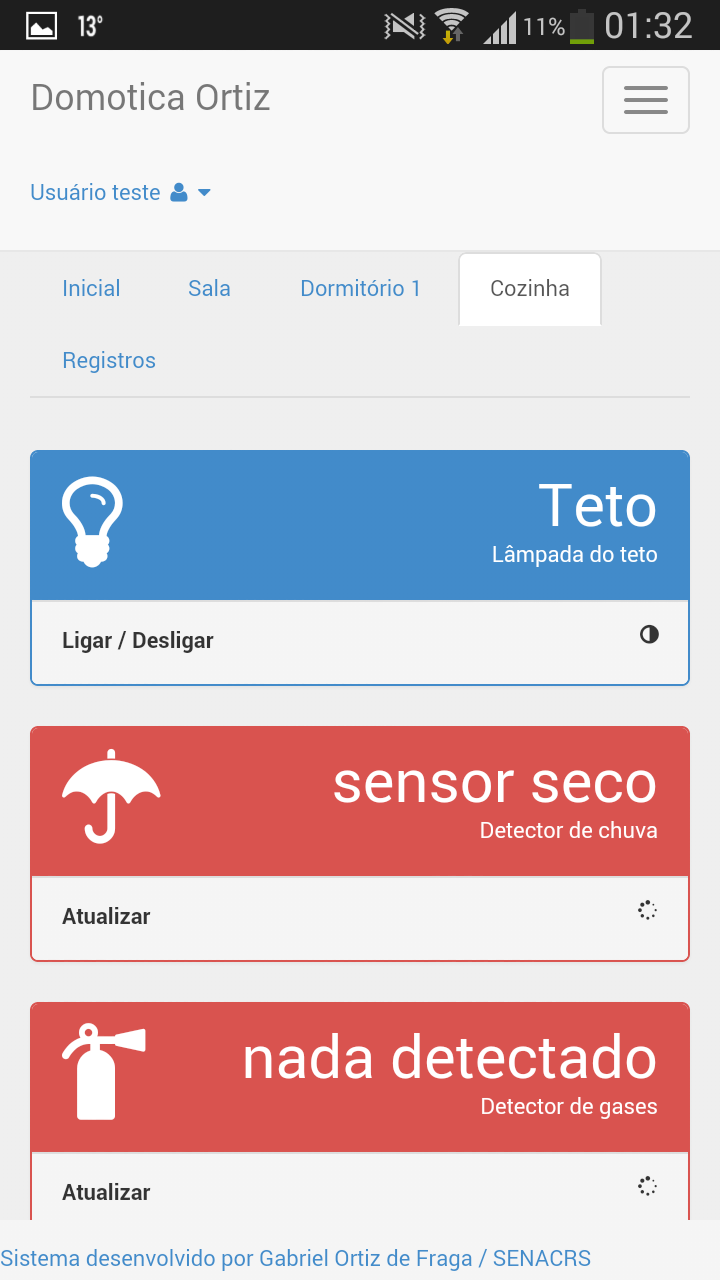 13°
11%
01:32
Domotica Ortiz
Usuário teste
Inicial
Sala
Dormitório 1
Cozinha
Registros
Teto
Lâmpada do teto
Ligar / Desligar
sensor seco
Detector de chuva
Atualizar
nada detectado
Detector de gases
Atualizar
Sistema desenvolvido por Gabriel Ortiz de Fraga / SENACRS